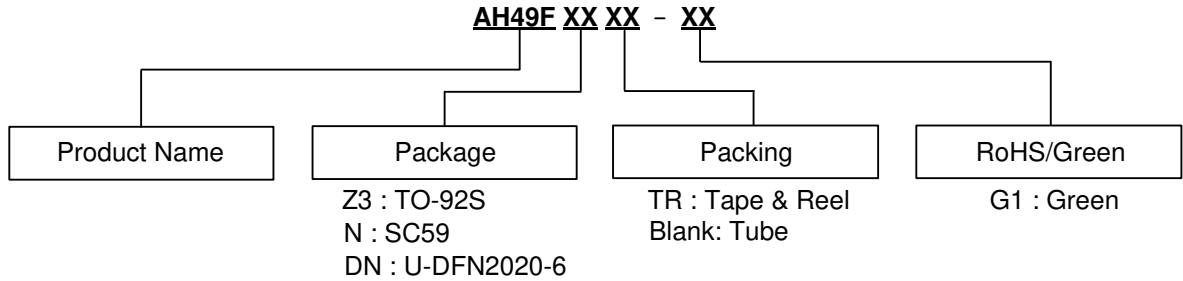 AH49F XX XX - XX
Product Name Package Packing RoHS/Green
Z3 : TO-92S TR : Tape & Reel G1 : Green
N : SC59 Blank: Tube
DN : U-DFN2020-6